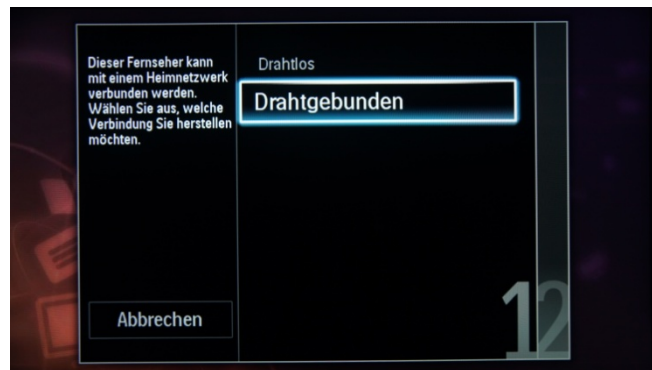 Dieser Fernseher kann
mit einem Heimnetzwerk
verbunden werden.
Wählen Sie aus, welche
Verbindung Sie herstellen
möchten.
Drahtlos
Drahtgebunden
Abbrechen
12